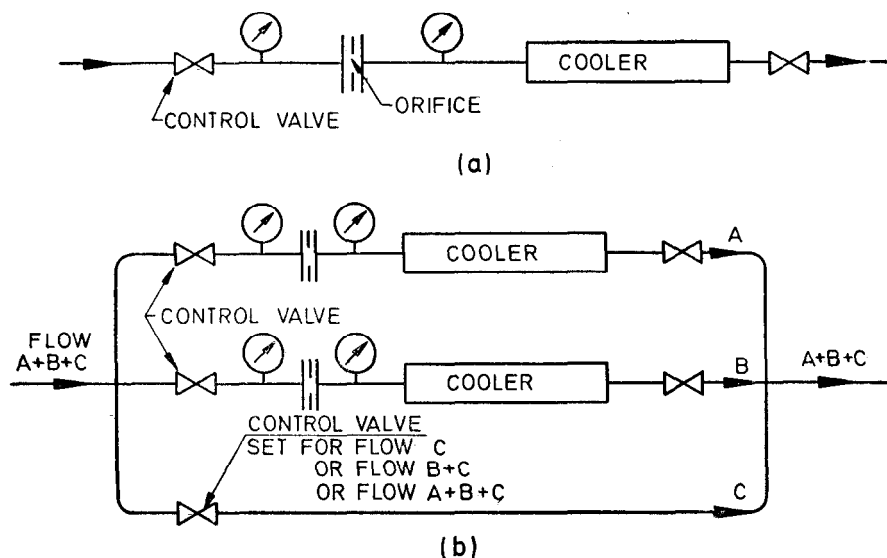 COOLER
CONTROL VALVE
ORIFICE
(a)
COOLER
A
CONTROL VALVE
FLOW
A+B+C
COOLER
B
A+B+C
CONTROL VALVE
SET FOR FLOW C
OR FLOW B+C
OR FLOW A+B+C
C
(b)